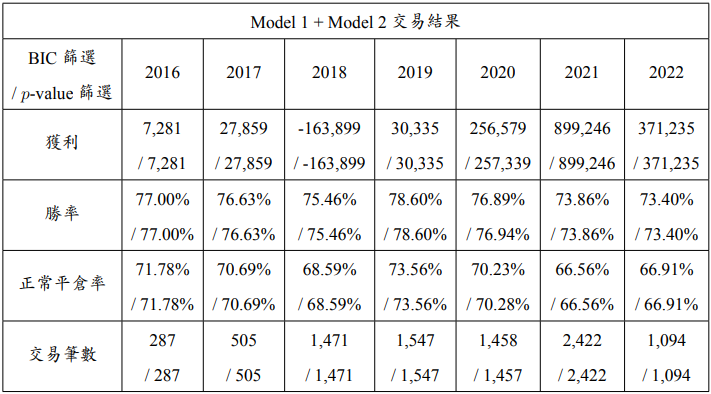 Model 1 + Model 2 交易結果
BIC 篩選 / p-value 篩選 2016 2017 2018 2019 2020 2021 2022
獲利 7,281 27,859 -163,899 30,335 256,579 899,246 371,235
/ 7,281 / 27,859 / -163,899 / 30,335 / 257,339 / 899,246 / 371,235
勝率 77.00% 76.63% 75.46% 78.60% 76.89% 73.86% 73.40%
/ 77.00% / 76.63% / 75.46% / 78.60% / 76.94% / 73.86% / 73.40%
正常平倉率 71.78% 70.69% 68.59% 73.56% 70.23% 66.56% 66.91%
/ 71.78% / 70.69% / 68.59% / 73.56% / 70.28% / 66.56% / 66.91%
交易筆數 287 505 1,471 1,547 1,458 2,422 1,094
/ 287 / 505 / 1,471 / 1,547 / 1,457 / 2,422 / 1,094